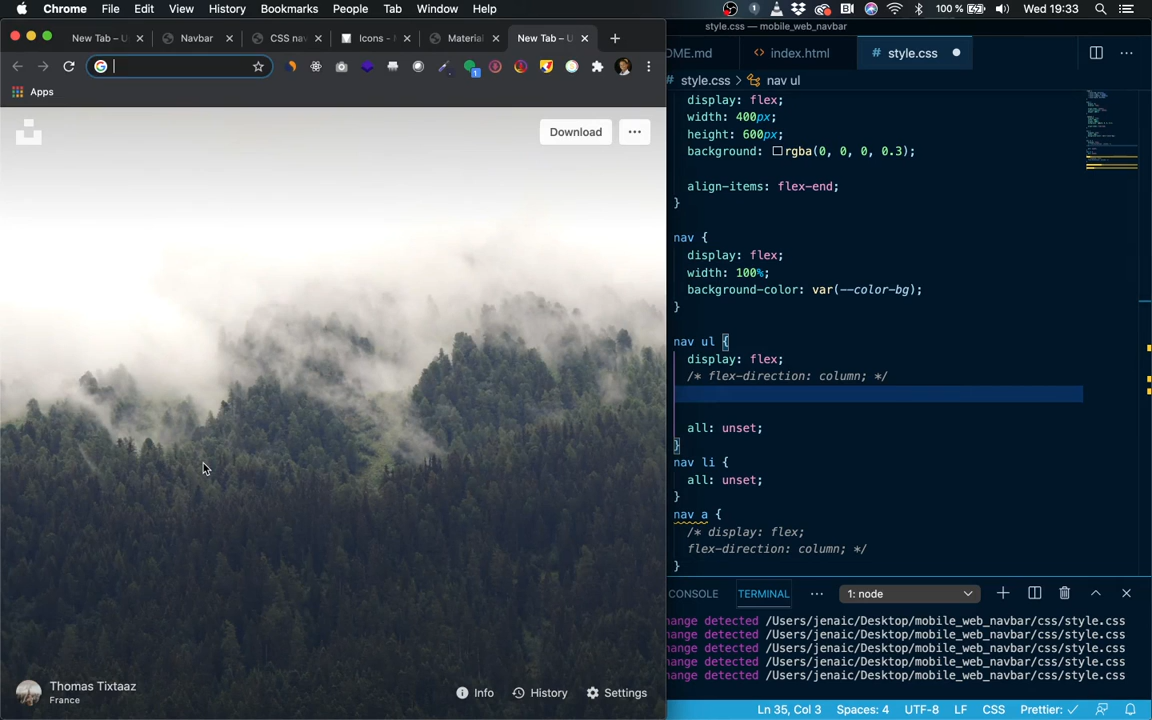 Chrome File Edit View History Bookmarks People Tab Window Help 1 100 % Wed 19:33
New Tab – U Navbar CSS nav Icons - Material New Tab – U
G 1
Apps
Download
Thomas Tixtaaz
France
Info History Settings
style.css — mobile_web_navbar
OME.md <> index.html # style.css
# style.css > nav ul
display: flex;
width: 400px;
height: 600px;
background: rgba(0, 0, 0, 0.3);
align-items: flex-end;
}
nav {
display: flex;
width: 100%;
background-color: var(--color-bg);
}
nav ul {
display: flex;
/* flex-direction: column; */
all: unset;
}
nav li {
all: unset;
}
nav a {
/* display: flex;
flex-direction: column; */
}
CONSOLE TERMINAL ··· 1: node
hange detected /Users/jenaic/Desktop/mobile_web_navbar/css/style.css
hange detected /Users/jenaic/Desktop/mobile_web_navbar/css/style.css
hange detected /Users/jenaic/Desktop/mobile_web_navbar/css/style.css
hange detected /Users/jenaic/Desktop/mobile_web_navbar/css/style.css
hange detected /Users/jenaic/Desktop/mobile_web_navbar/css/style.css
Ln 35, Col 3 Spaces: 4 UTF-8 LF CSS Prettier: ✓